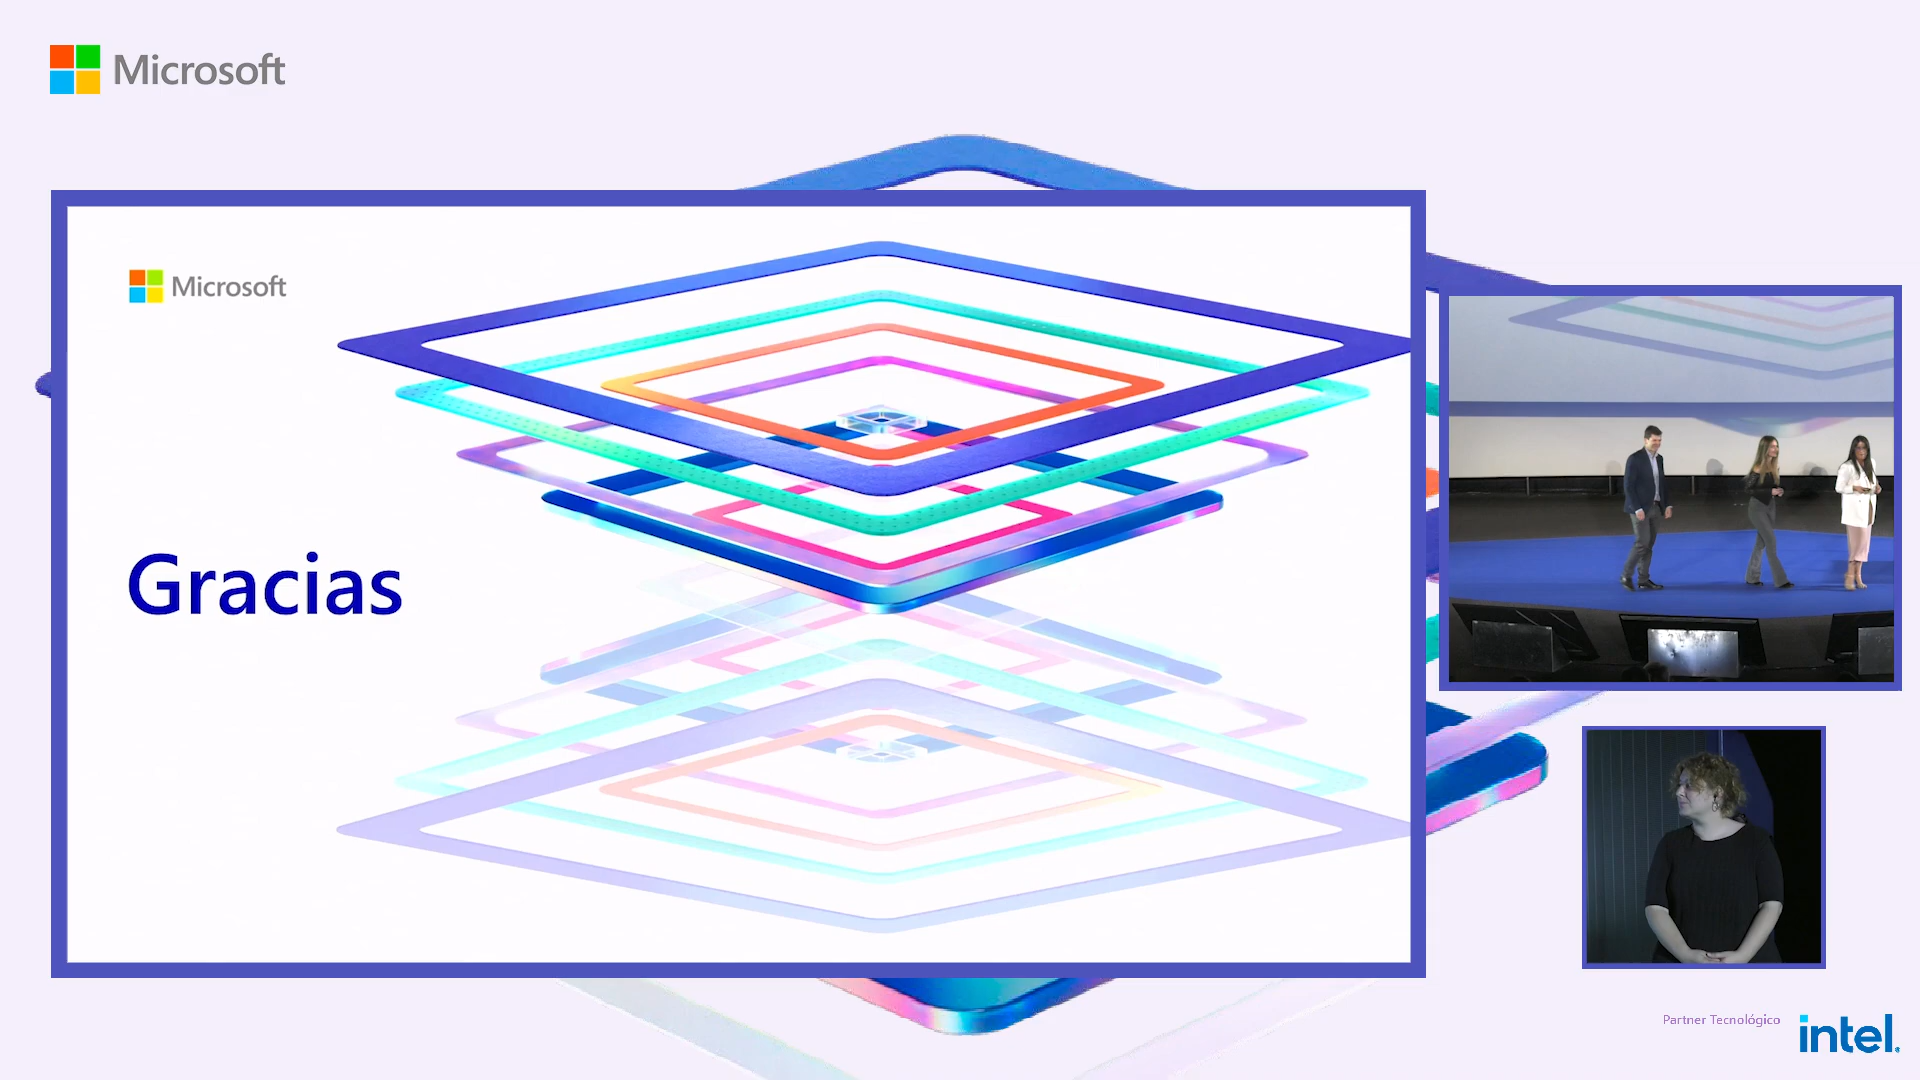 Microsoft
Microsoft
Gracias
Partner Tecnológico
intel.